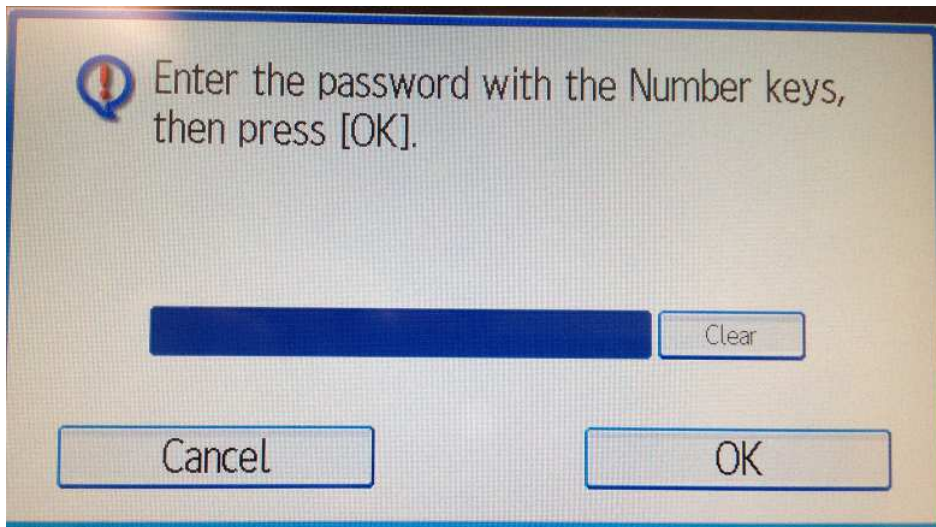 Enter the password with the Number keys,
then press [OK].
Clear
Cancel
OK